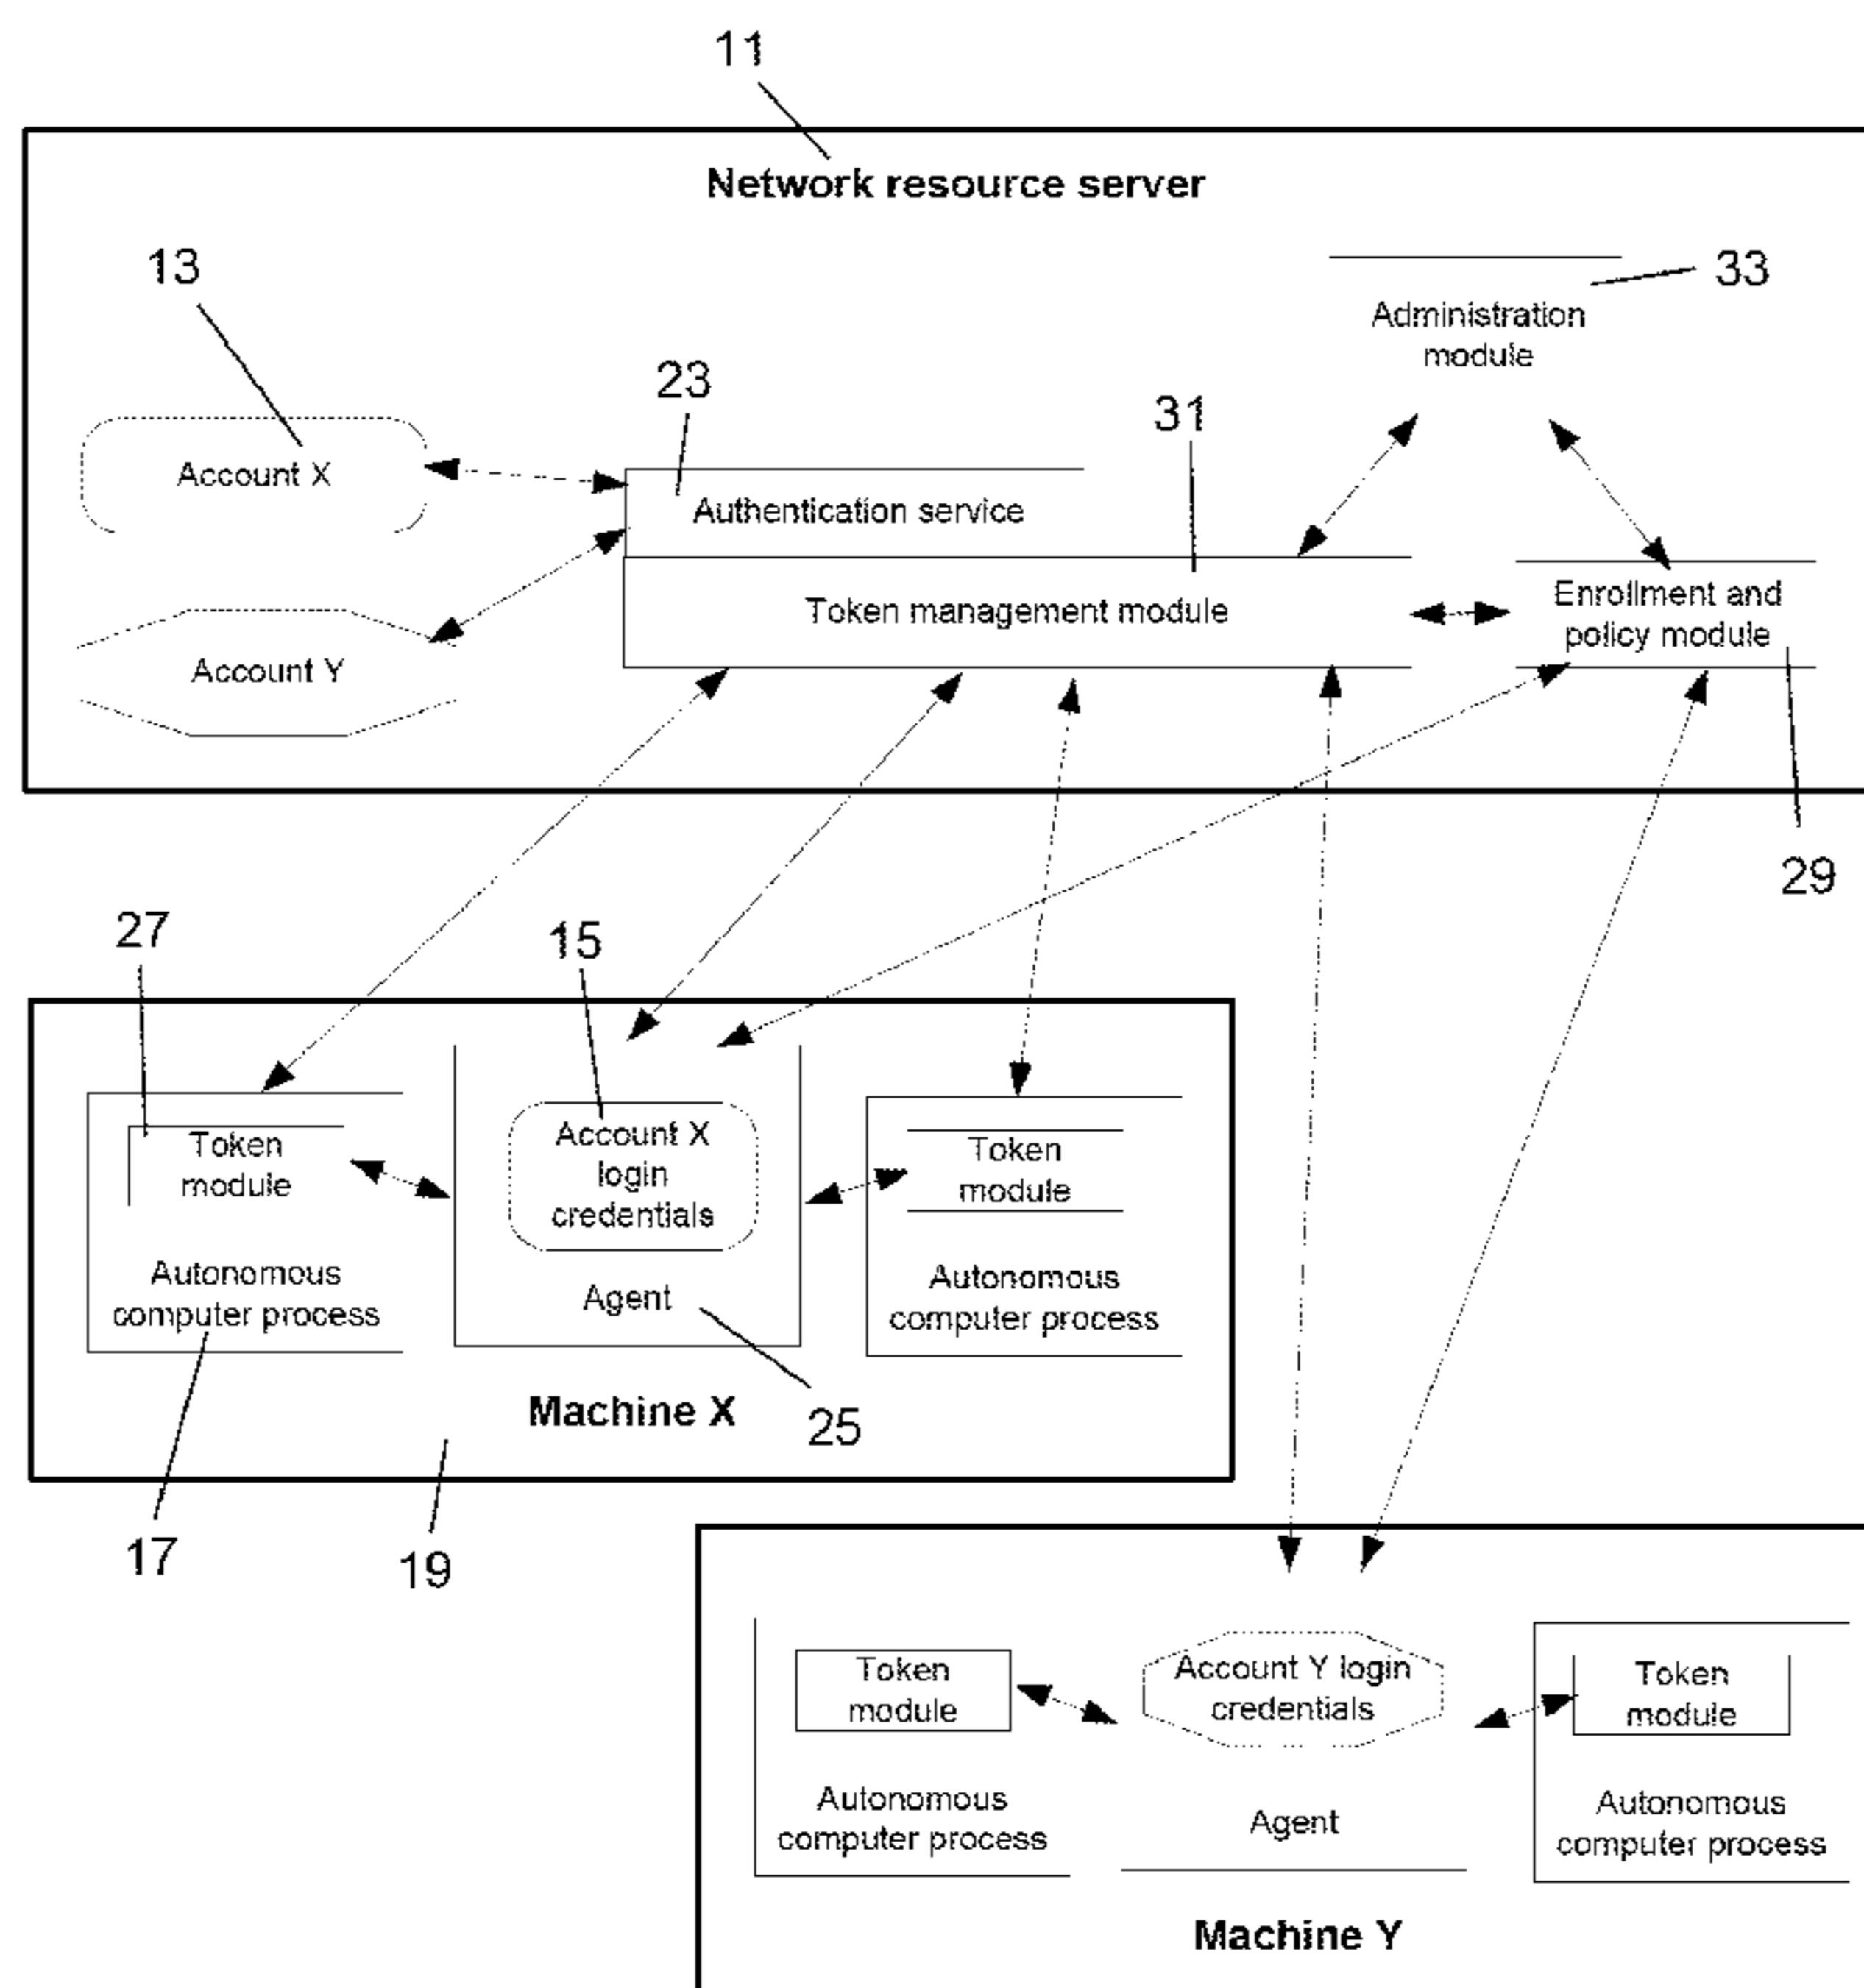 11
Network resource server
13
33
Administration
module
23
31
Account X
Authentication service
Token management module
Enrollment and
policy module
Account Y
29
27
15
Token
module
Account X
login
credentials
Token
module
Autonomous
computer process
Agent
Autonomous
computer process
Machine X
25
17
19
Token
module
Account Y login
credentials
Token
module
Autonomous
computer process
Agent
Autonomous
computer process
Machine Y